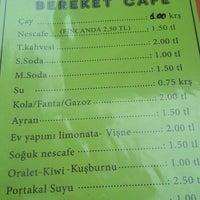 BEREKET CAFE
Çay : 1.00 krş
Nescafe : 1.50 tl
(FİNCANDA 2.50 TL.)
T.kahvesi : 2.00 tl
S.Soda : 1.00 tl
M.Soda : 1.50 tl
Su : 0.75 krş
Kola/Fanta/Gazoz : 2.00 tl
Ayran : 1.50 tl
Ev yapımı limonata- Vişne : 2.00 tl
Soğuk nescafe : 1.50 tl
Oralet-Kiwi-Kuşburnu : 1.00 tl
Portakal Suyu : 2.50 t